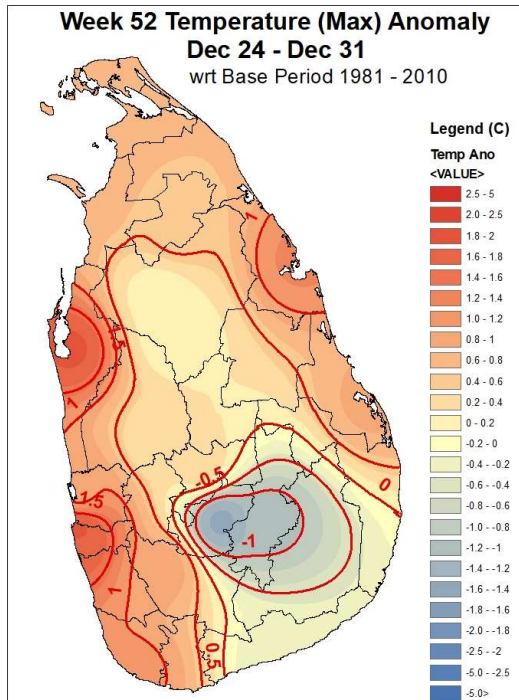 Week 52 Temperature (Max) Anomaly
Dec 24 - Dec 31
wrt Base Period 1981 - 2010
Legend (C)
Temp Ano
<VALUE>
2.5 - 5
2.0 - 2.5
1.8 - 2
1.6 - 1.8
1.4 - 1.6
1.2 - 1.4
1.0 - 1.2
0.8 - 1
0.6 - 0.8
0.4 - 0.6
0.2 - 0.4
0 - 0.2
-0.2 - 0
-0.4 - -0.2
-0.6 - -0.4
-0.8 - -0.6
-1.0 - -0.8
-1.2 - -1
-1.4 - -1.2
-1.6 - -1.4
-1.8 - -1.6
-2.0 - -1.8
-2.5 - -2
-5.0 - -2.5
-5.0>
1
1.5
1
-0.5
0
1.5
-1
1
0.5